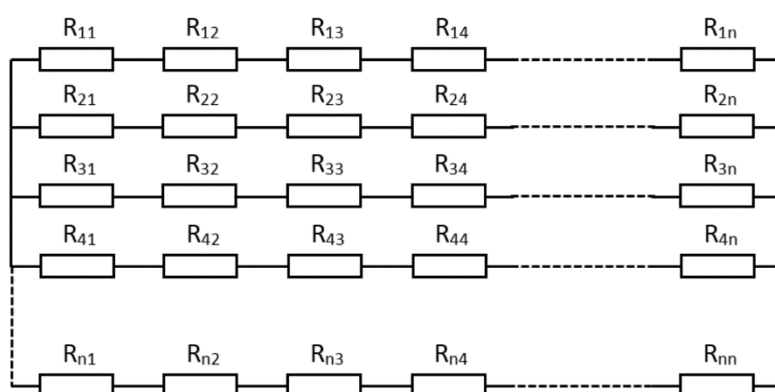 R₁₁ R₁₂ R₁₃ R₁₄ R₁ₙ
R₂₁ R₂₂ R₂₃ R₂₄ R₂ₙ
R₃₁ R₃₂ R₃₃ R₃₄ R₃ₙ
R₄₁ R₄₂ R₄₃ R₄₄ R₄ₙ
Rₙ₁ Rₙ₂ Rₙ₃ Rₙ₄ Rₙₙ